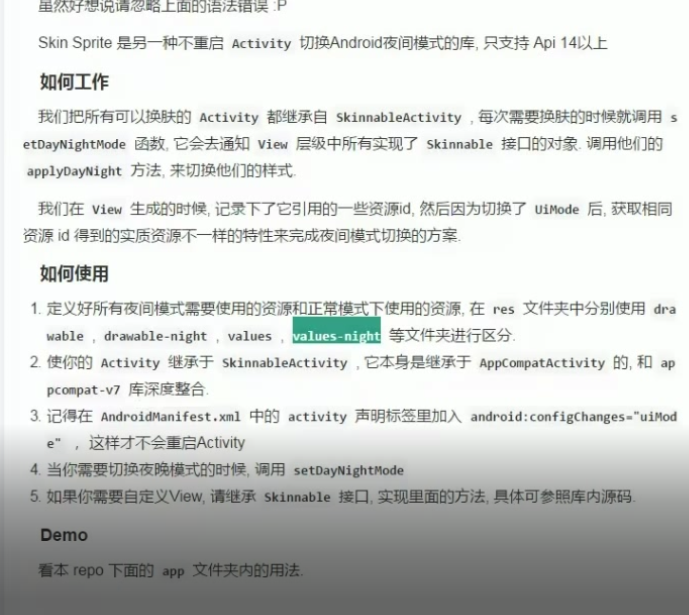 虽然好想说请忽略上面的语法错误 :P
Skin Sprite 是另一种不重启 Activity 切换Android夜间模式的库, 只支持 Api 14以上
如何工作
我们把所有可以换肤的 Activity 都继承自 SkinnableActivity , 每次需要换肤的时候就调用 s
etDayNightMode 函数, 它会去通知 View 层级中所有实现了 Skinnable 接口的对象. 调用他们的
applyDayNight 方法, 来切换他们的样式.
我们在 View 生成的时候, 记录下了它引用的一些资源id, 然后因为切换了 UiMode 后, 获取相同
资源 id 得到的实质资源不一样的特性来完成夜间模式切换的方案.
如何使用
1. 定义好所有夜间模式需要使用的资源和正常模式下使用的资源, 在 res 文件夹中分别使用 dra
wable , drawable-night , values , values-night 等文件夹进行区分.
2. 使你的 Activity 继承于 SkinnableActivity , 它本身是继承于 AppCompatActivity 的, 和 ap
pcompat-v7 库深度整合.
3. 记得在 AndroidManifest.xml 中的 activity 声明标签里加入 android:configChanges="uiMod
e" ， 这样才不会重启Activity
4. 当你需要切换夜晚模式的时候, 调用 setDayNightMode
5. 如果你需要自定义View, 请继承 Skinnable 接口, 实现里面的方法, 具体可参照库内源码.
Demo
看本 repo 下面的 app 文件夹内的用法.